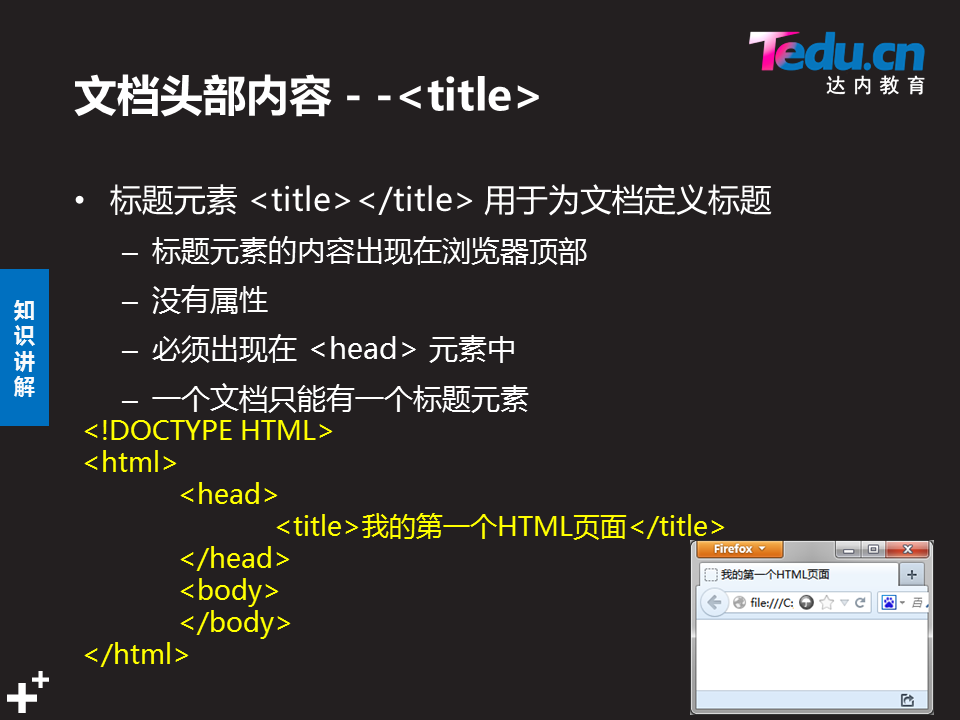 Tedu.cn
达内教育
文档头部内容 - -<title>
• 标题元素 <title></title> 用于为文档定义标题
– 标题元素的内容出现在浏览器顶部
– 没有属性
– 必须出现在 <head> 元素中
– 一个文档只能有一个标题元素
知识讲解
<!DOCTYPE HTML>
<html>
<head>
<title>我的第一个HTML页面</title>
</head>
<body>
</body>
</html>
Firefox
我的第一个HTML页面
file:///C:
百